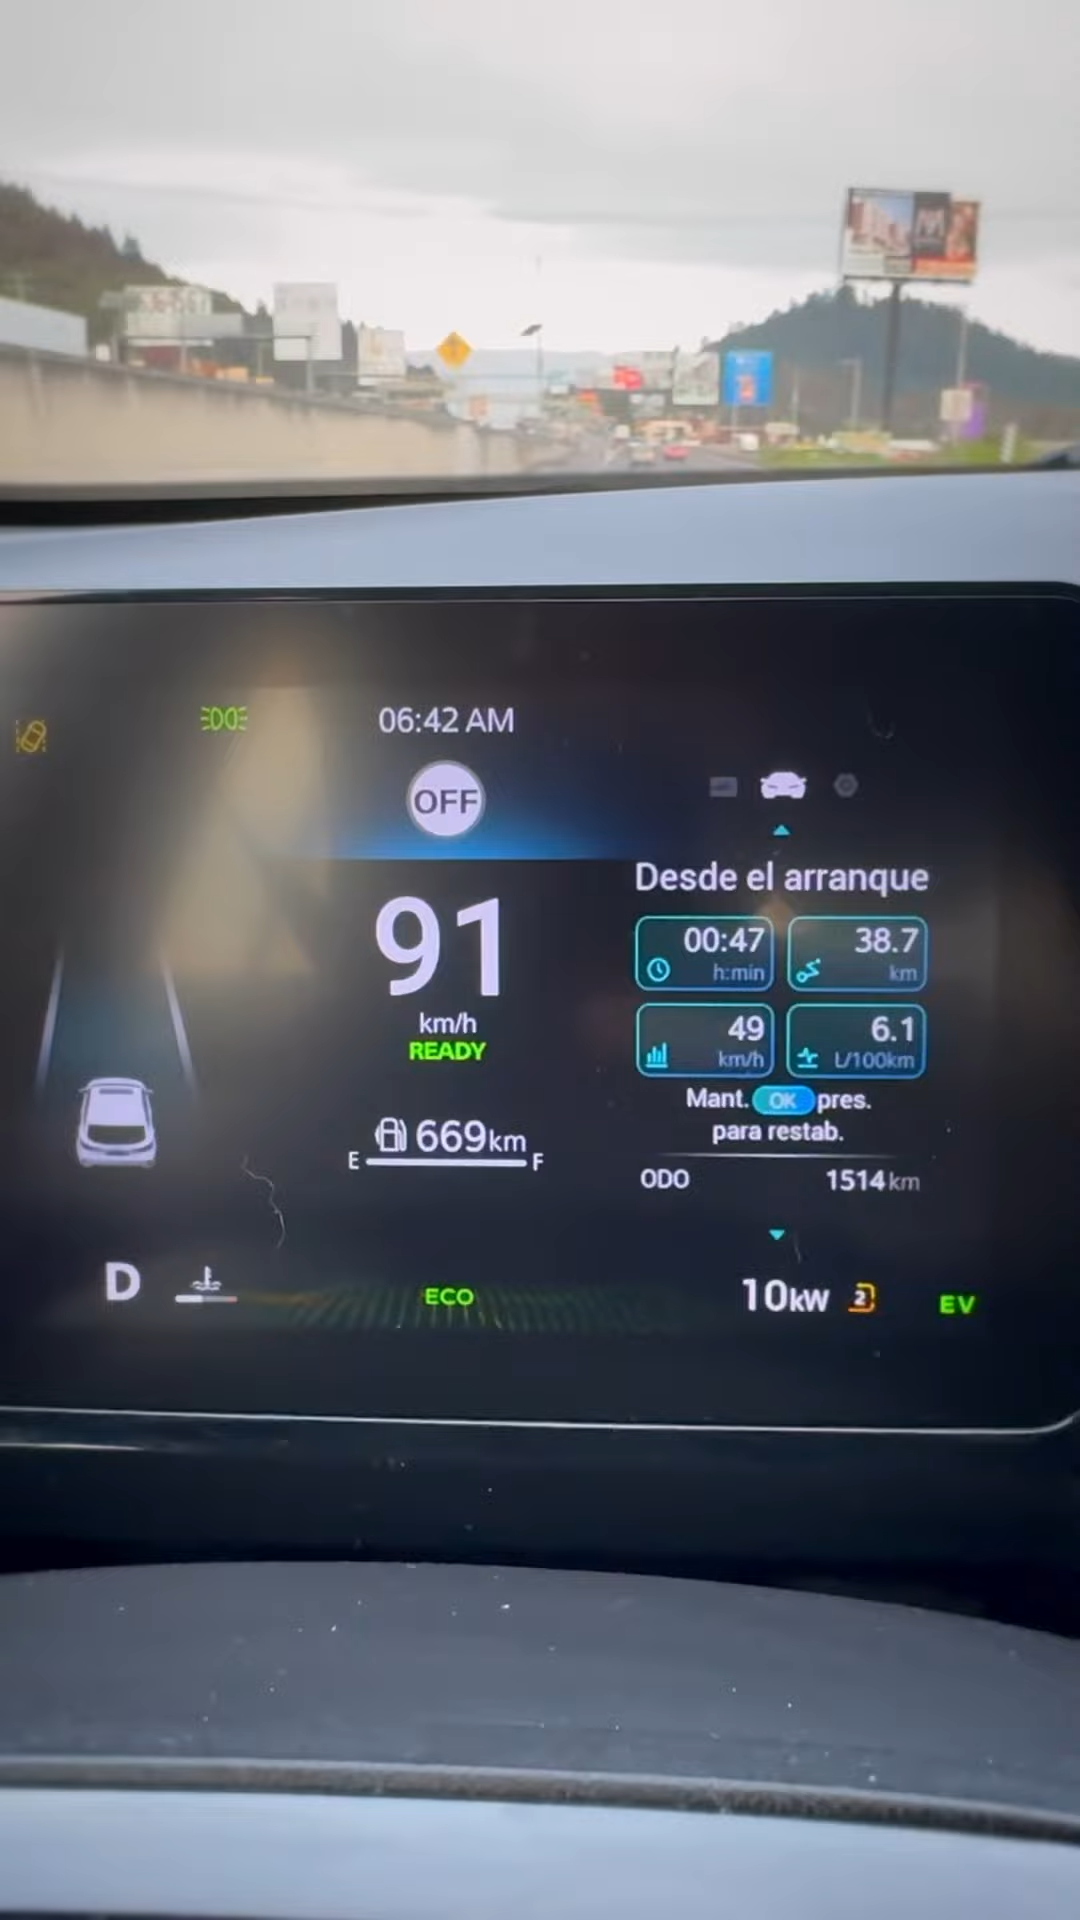 06:42 AM
OFF
91
km/h
READY
669km
E F
Desde el arranque
00:47
h:min
38.7
km
49
km/h
6.1
L/100km
Mant. OK pres.
para restab.
ODO 1514 km
D
ECO
10kW 2 EV